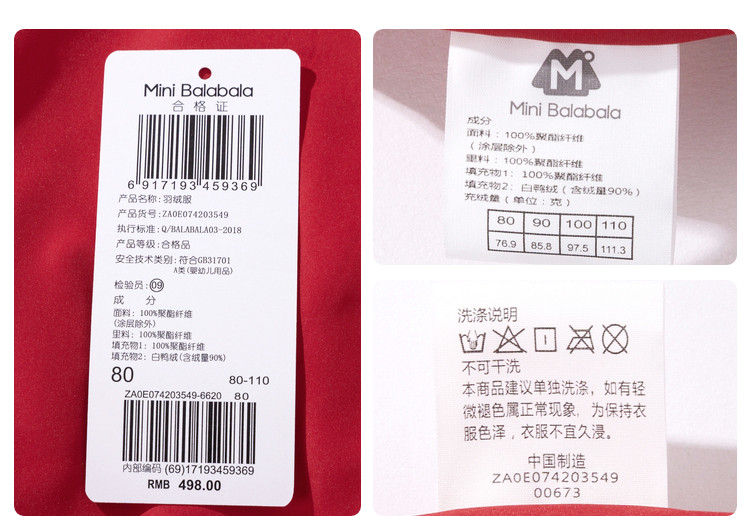 Mini Balabala
合格证
6 917193 459369
产品名称: 羽绒服
产品货号: ZA0E074203549
执行标准: Q/BALABALA03-2018
产品等级: 合格品
安全技术类别: 符合GB31701
A类(婴幼儿用品)
检验员: 09
成 分
面料: 100%聚酯纤维
(涂层除外)
里料: 100%聚酯纤维
填充物1: 100%聚酯纤维
填充物2: 白鸭绒(含绒量90%)
80 80-110
ZA0E074203549-6620 80
内部编码 (69)17193459369
RMB 498.00
M
Mini Balabala
成分
面料: 100%聚酯纤维
(涂层除外)
里料: 100%聚酯纤维
填充物1: 100%聚酯纤维
填充物2: 白鸭绒(含绒量90%)
充绒量(单位: 克)
80 90 100 110
76.9 85.8 97.5 111.3
洗涤说明
不可干洗
本商品建议单独洗涤，如有轻
微褪色属正常现象，为保持衣
服色泽，衣服不宜久浸。
中国制造
ZA0E074203549
00673